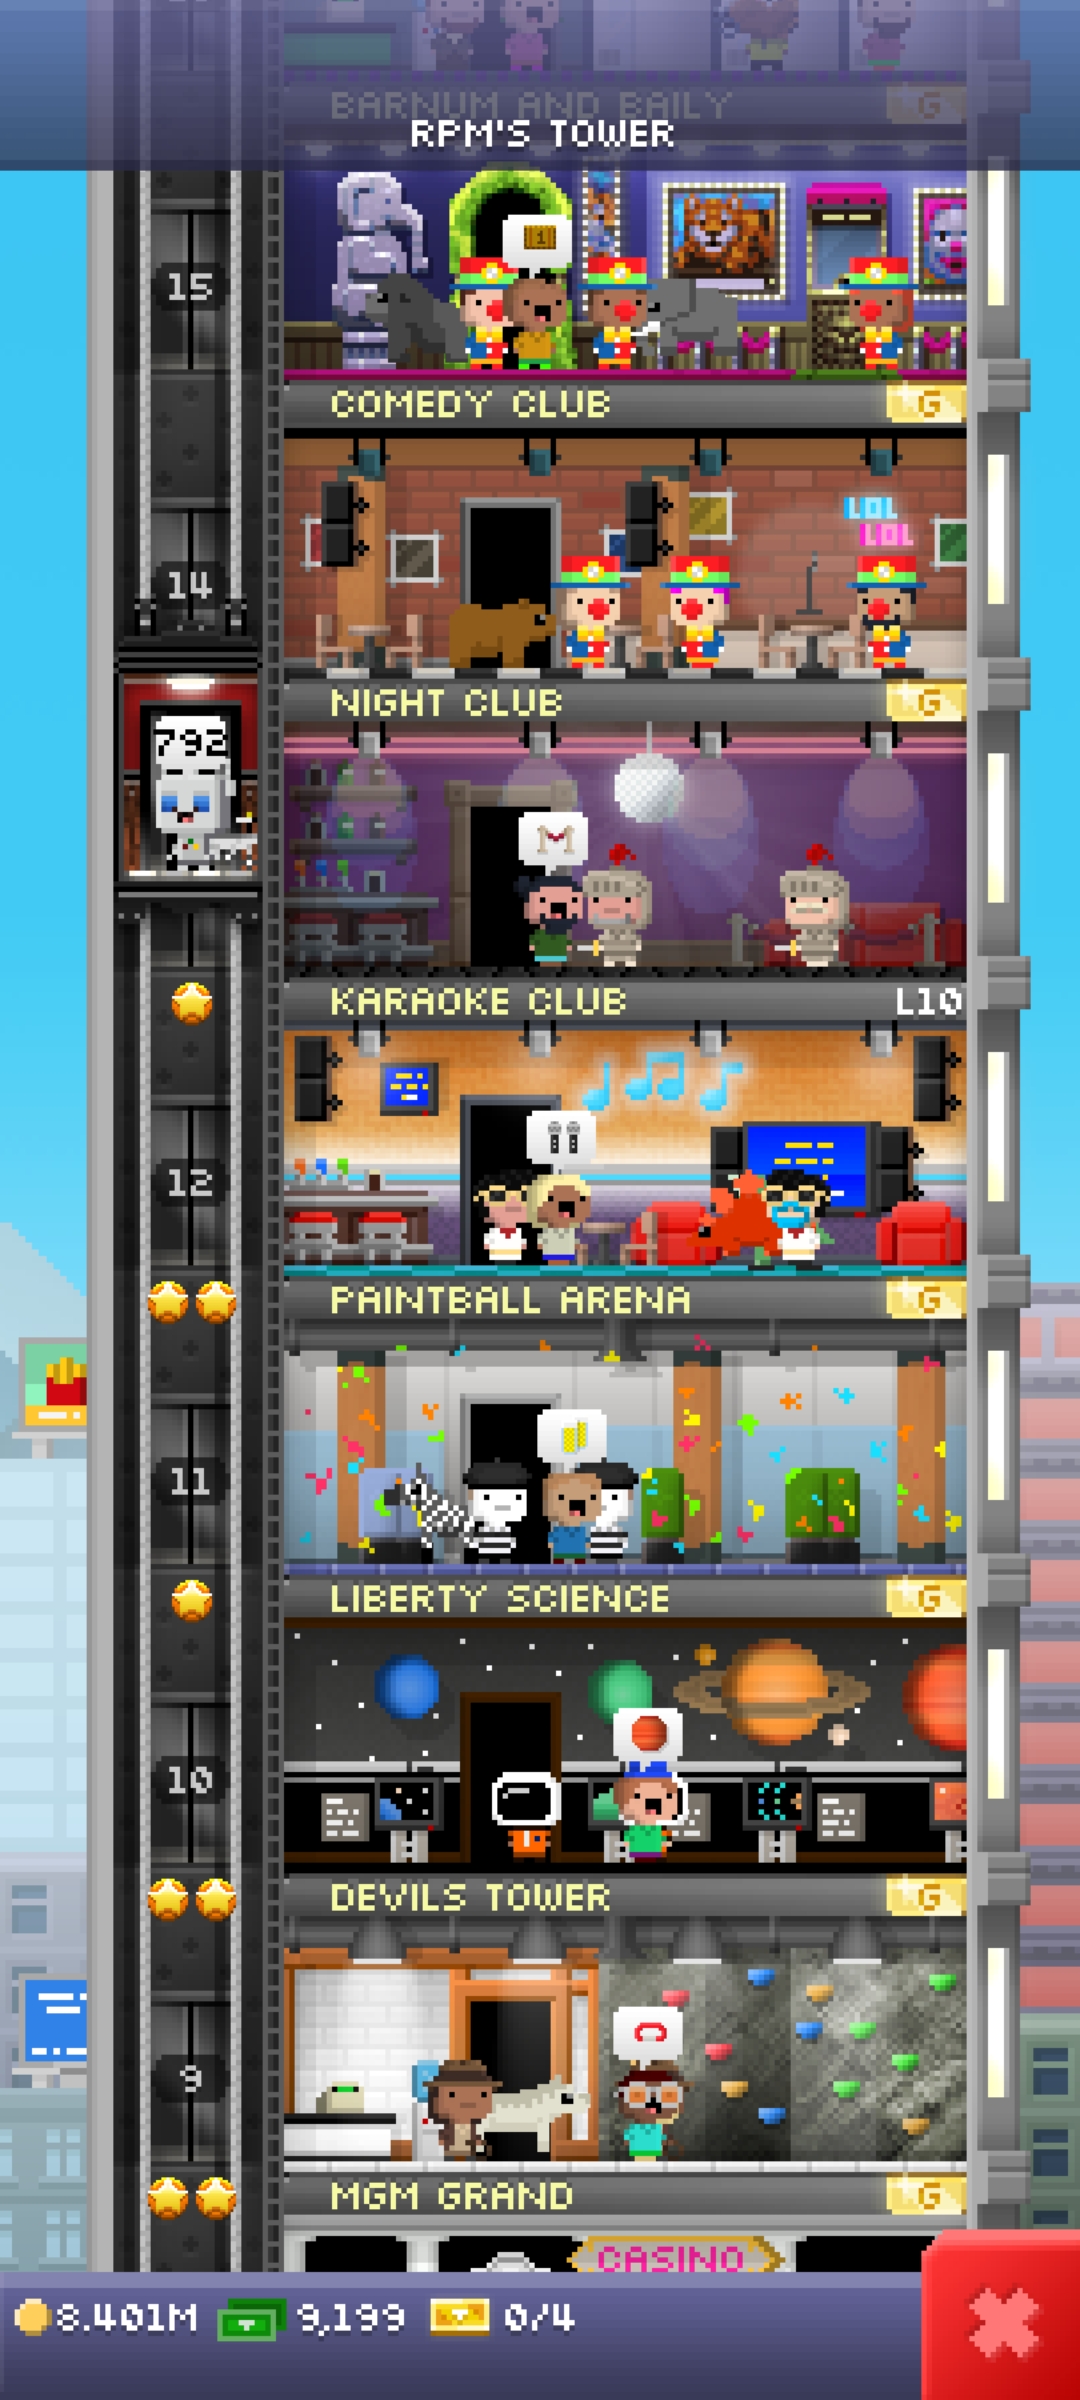 BARNUM AND BAILY G
RPM'S TOWER
15
1
COMEDY CLUB G
LOL
LOL
14
NIGHT CLUB G
792
KARAOKE CLUB L10
12
PAINTBALL ARENA G
11
LIBERTY SCIENCE G
10
DEVILS TOWER G
9
MGM GRAND G
CASINO
8.401M 9,199 0/4